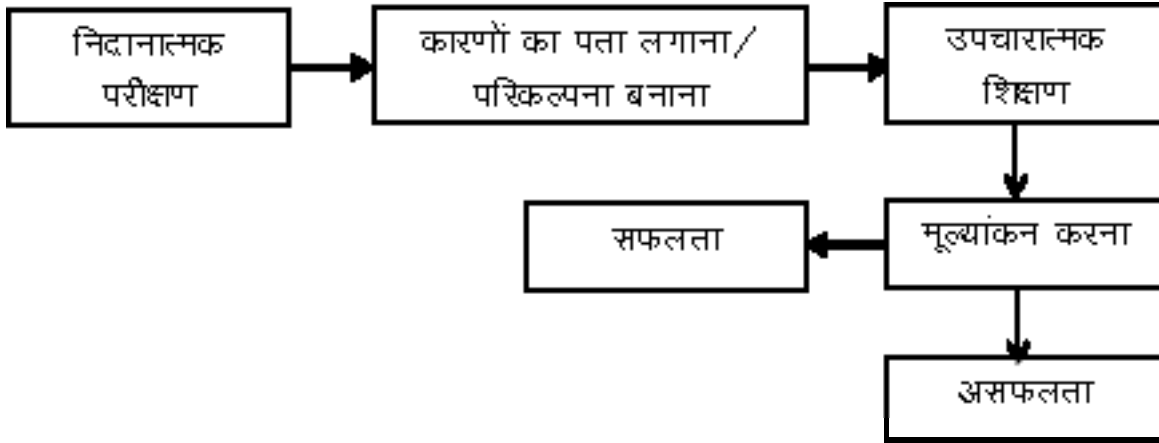 निदानात्मक
परीक्षण
कारणों का पता लगाना/
परिकल्पना बनाना
उपचारात्मक
शिक्षण
सफलता
मूल्यांकन करना
असफलता